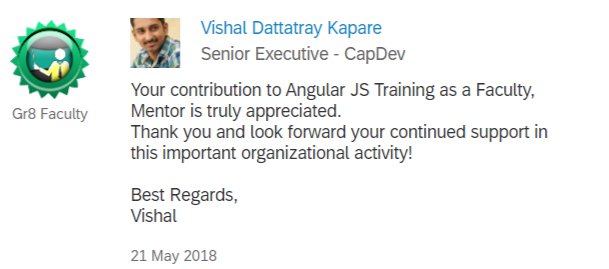 Gr8 Faculty
Vishal Dattatray Kapare
Senior Executive - CapDev
Your contribution to Angular JS Training as a Faculty,
Mentor is truly appreciated.
Thank you and look forward your continued support in
this important organizational activity!
Best Regards,
Vishal
21 May 2018